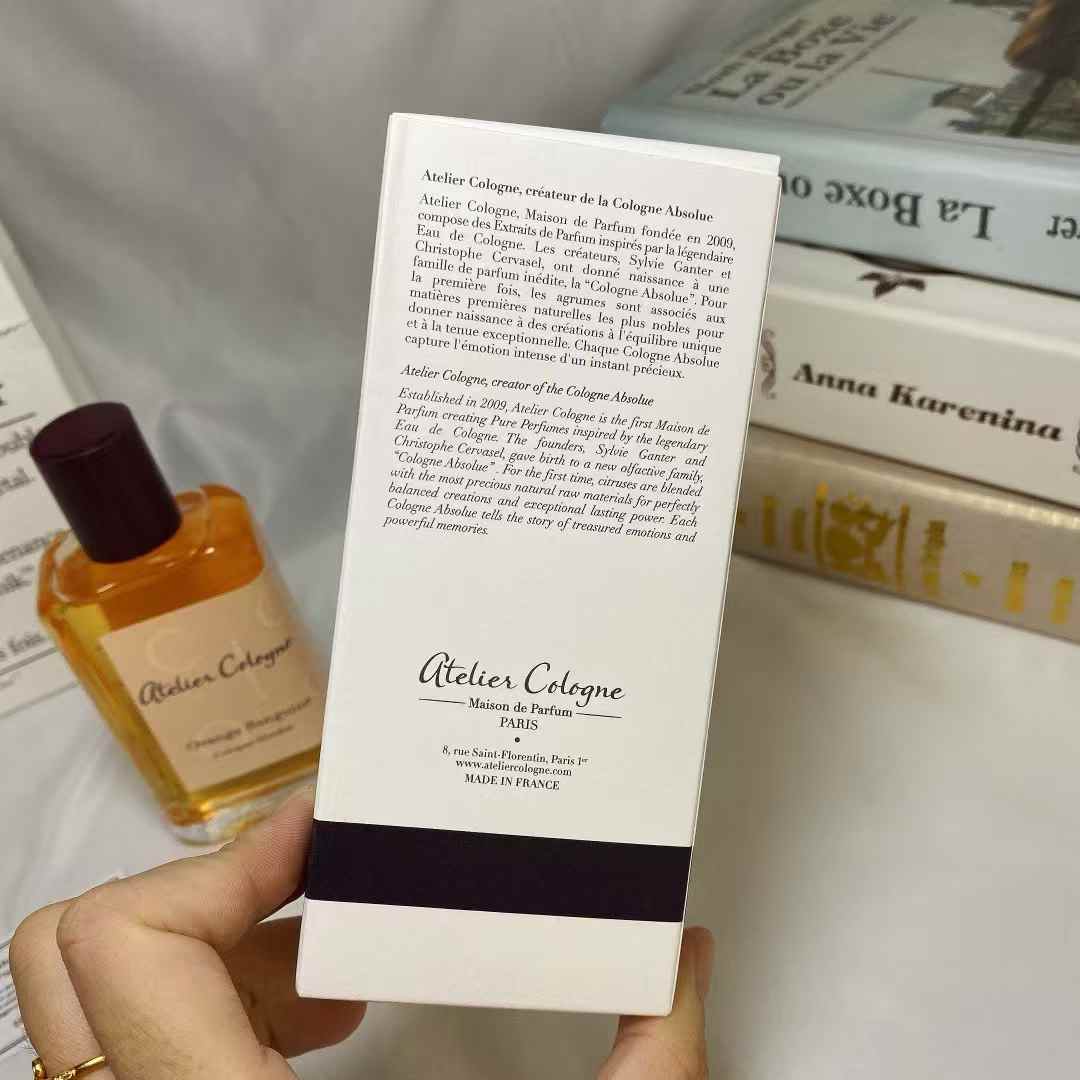 Atelier Cologne, créateur de la Cologne Absolue
Atelier Cologne, Maison de Parfum fondée en 2009,
compose des Extraits de Parfum inspirés par la légendaire
Eau de Cologne. Les créateurs, Sylvie Ganter et
Christophe Cervasel, ont donné naissance à une
famille de parfum inédite, la “Cologne Absolue”. Pour
la première fois, les agrumes sont associés aux
matières premières naturelles les plus nobles pour
donner naissance à des créations à l'équilibre unique
et à la tenue exceptionnelle. Chaque Cologne Absolue
capture l'émotion intense d'un instant précieux.
Atelier Cologne, creator of the Cologne Absolue
Established in 2009, Atelier Cologne is the first Maison de
Parfum creating Pure Perfumes inspired by the legendary
Eau de Cologne. The founders, Sylvie Ganter and
Christophe Cervasel, gave birth to a new olfactive family,
“Cologne Absolue” . For the first time, citruses are blended
with the most precious natural raw materials for perfectly
balanced creations and exceptional lasting power. Each
Cologne Absolue tells the story of treasured emotions and
powerful memories.
Atelier Cologne
Maison de Parfum
PARIS
8, rue Saint-Florentin, Paris 1er
www.ateliercologne.com
MADE IN FRANCE
Atelier Cologne
Orange Sanguine
Cologne Absolue
La Boxe
ou la Vie
La Boxe ou
Anna Karenina
fois,